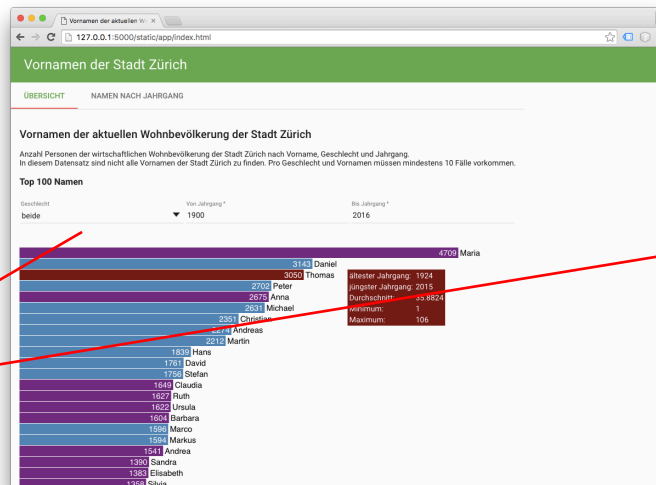 Vornamen der aktuellen Wo
127.0.0.1:5000/static/app/index.html
Vornamen der Stadt Zürich
ÜBERSICHT NAMEN NACH JAHRGANG
Vornamen der aktuellen Wohnbevölkerung der Stadt Zürich
Anzahl Personen der wirtschaftlichen Wohnbevölkerung der Stadt Zürich nach Vorname, Geschlecht und Jahrgang.
In diesem Datensatz sind nicht alle Vornamen der Stadt Zürich zu finden. Pro Geschlecht und Vornamen müssen mindestens 10 Fälle vorkommen.
Top 100 Namen
Geschlecht Von Jahrgang * Bis Jahrgang *
beide 1900 2016
4709 Maria
3143 Daniel
3050 Thomas
ältester Jahrgang: 1924
jüngster Jahrgang: 2015
Durchschnitt: 35.8824
Minimum: 1
Maximum: 106
2702 Peter
2675 Anna
2631 Michael
2351 Christian
2274 Andreas
2212 Martin
1839 Hans
1761 David
1756 Stefan
1649 Claudia
1627 Ruth
1622 Ursula
1604 Barbara
1596 Marco
1594 Markus
1541 Andrea
1390 Sandra
1383 Elisabeth
1358 Silvia